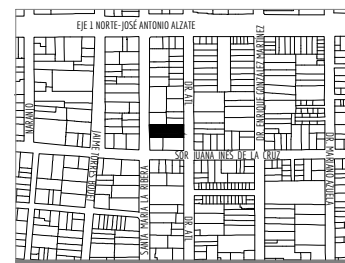 EJE 1 NORTE-JOSÉ ANTONIO ALZATE
NARANJO
JAIME TORRES BODET
SANTA MARÍA LA RIBERA
DR. ATL
DR. ENRIQUE GONZÁLEZ MARTÍNEZ
SOR JUANA INÉS DE LA CRUZ
DR. ATL
DR. MARIANO AZUELA